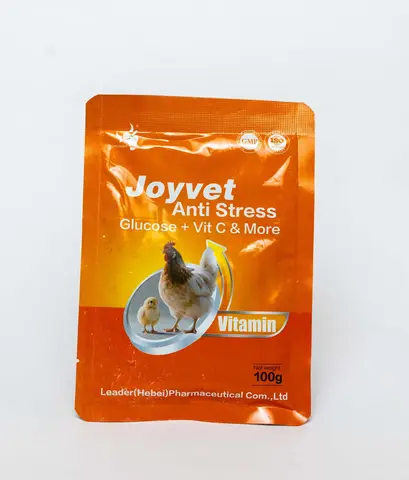 GMP
ISO
Joyvet
Anti Stress
Glucose + Vit C & More
Vitamin
Net weight
100g
Leader(Hebei)Pharmaceutical Com.,Ltd